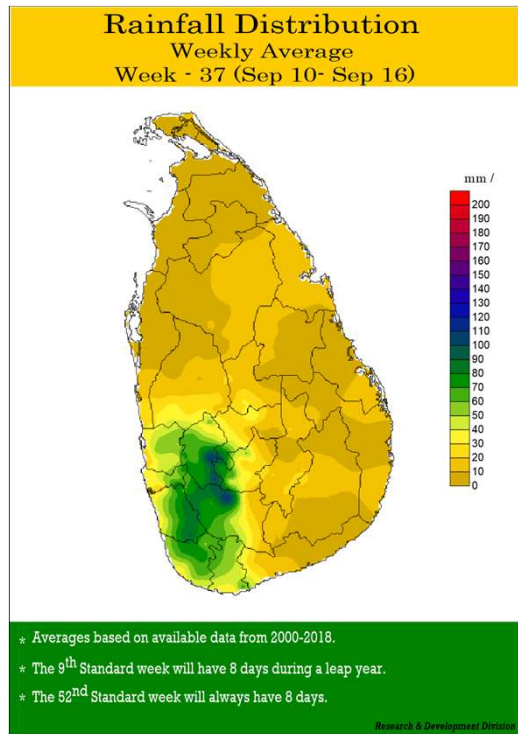 Rainfall Distribution
Weekly Average
Week - 37 (Sep 10- Sep 16)
mm /
200
190
180
170
160
150
140
130
120
110
100
90
80
70
60
50
40
30
20
10
0
* Averages based on available data from 2000-2018.
* The 9th Standard week will have 8 days during a leap year.
* The 52nd Standard week will always have 8 days.
Research & Development Division